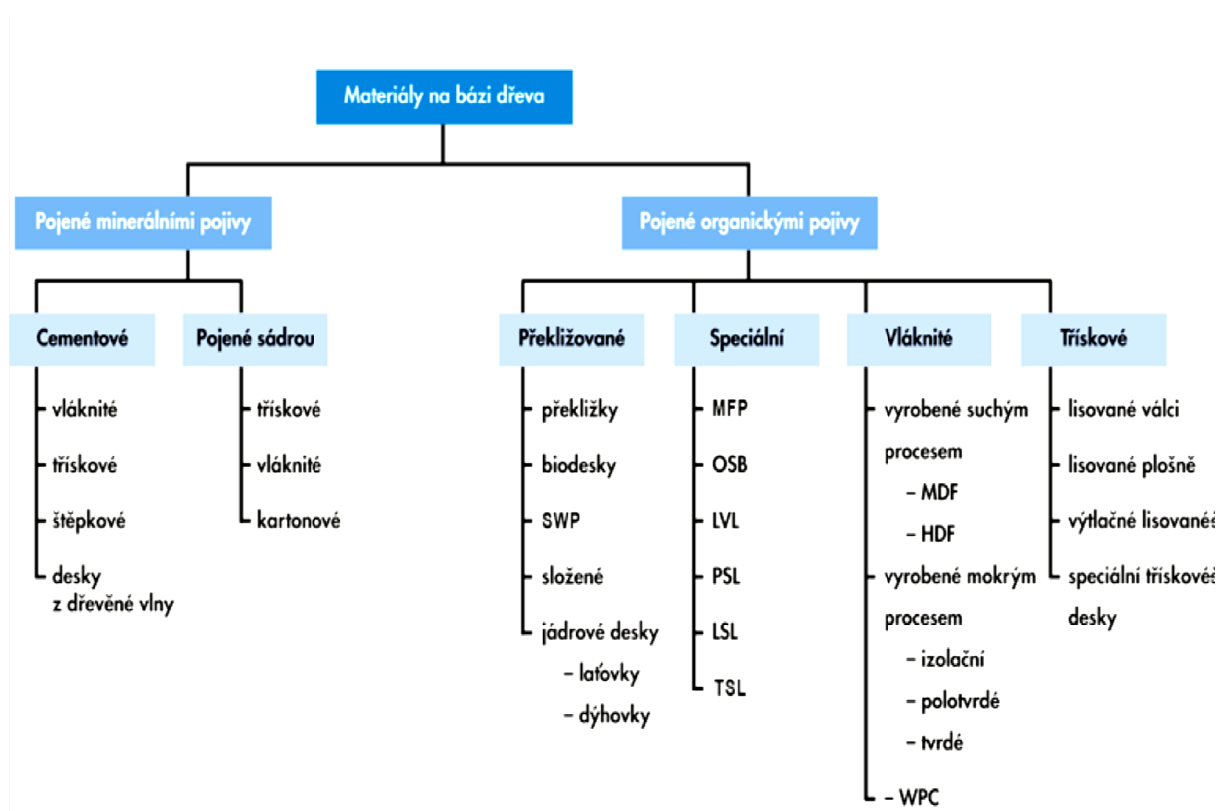 Materiály na bázi dřeva
Pojené minerálními pojivy
Pojené organickými pojivy
Cementové
vláknité
třískové
štěpkové
desky
z dřevěné vlny
Pojené sádrou
třískové
vláknité
kartonové
Překližované
překližky
biodesky
SWP
složené
jádrové desky
– laťovky
– dýhovky
Speciální
MFP
OSB
LVL
PSL
LSL
TSL
Vláknité
vyrobené suchým
procesem
– MDF
– HDF
vyrobené mokrým
procesem
– izolační
– polotvrdé
– tvrdé
– WPC
Třískové
lisované válci
lisované plošně
výtlačné lisovanéš
speciální třískovéš
desky